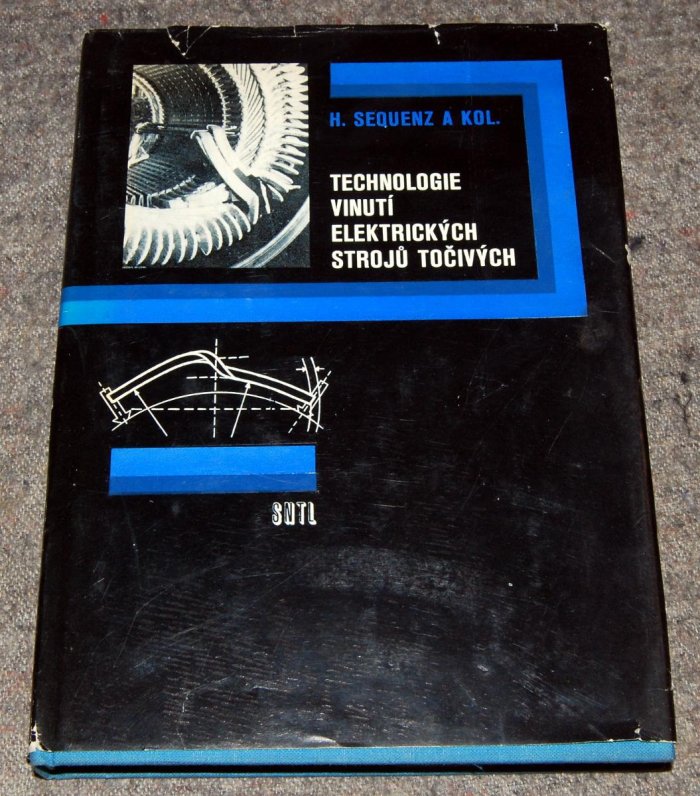 H. SEQUENZ A KOL.
TECHNOLOGIE
VINUTÍ
ELEKTRICKÝCH
STROJŮ TOČIVÝCH
SNTL